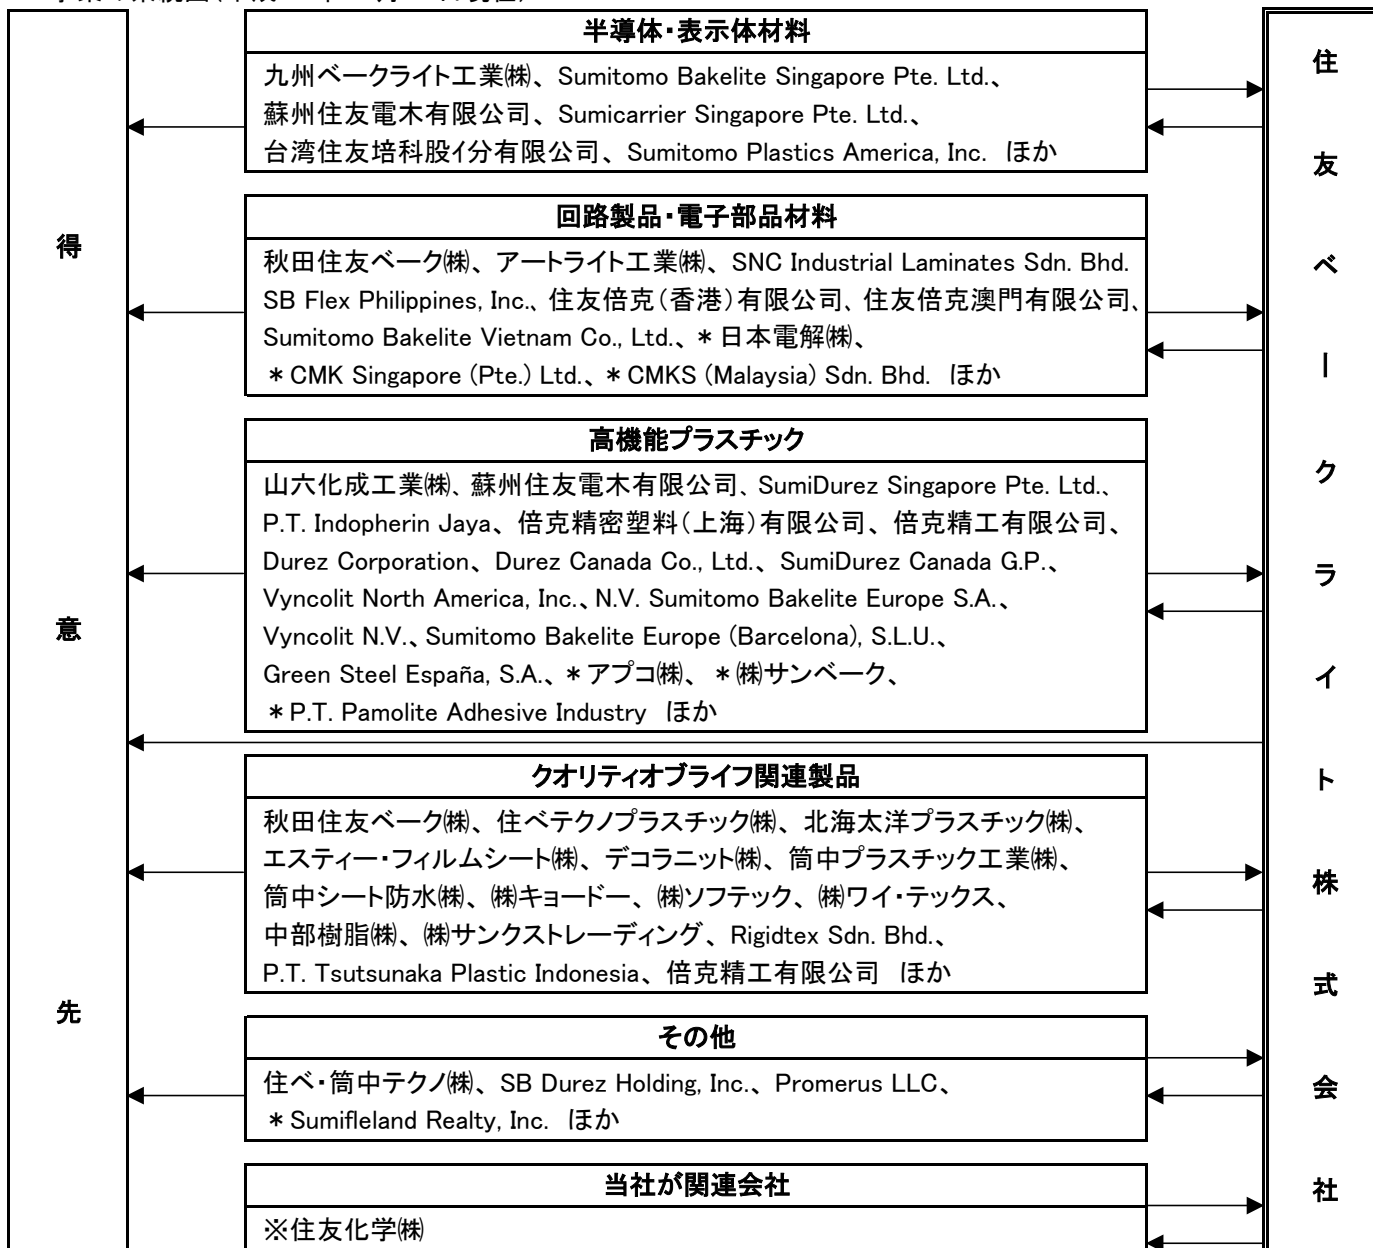 半導体・表示体材料
九州ベークライト工業㈱、 Sumitomo Bakelite Singapore Pte. Ltd.、
蘇州住友電木有限公司、 Sumicarrier Singapore Pte. Ltd.、
台湾住友培科股イ分有限公司、 Sumitomo Plastics America, Inc. ほか
回路製品・電子部品材料
秋田住友ベーク㈱、 アートライト工業㈱、 SNC Industrial Laminates Sdn. Bhd.
SB Flex Philippines, Inc.、 住友倍克（香港）有限公司、 住友倍克澳門有限公司、
Sumitomo Bakelite Vietnam Co., Ltd.、 ＊日本電解㈱、
＊CMK Singapore (Pte.) Ltd.、 ＊CMKS (Malaysia) Sdn. Bhd. ほか
高機能プラスチック
山六化成工業㈱、 蘇州住友電木有限公司、 SumiDurez Singapore Pte. Ltd.、
P.T. Indopherin Jaya、 倍克精密塑料（上海）有限公司、 倍克精工有限公司、
Durez Corporation、 Durez Canada Co., Ltd.、 SumiDurez Canada G.P.、
Vyncolit North America, Inc.、 N.V. Sumitomo Bakelite Europe S.A.、
Vyncolit N.V.、 Sumitomo Bakelite Europe (Barcelona), S.L.U.、
Green Steel España, S.A.、 ＊アプコ㈱、 ＊㈱サンベーク、
＊P.T. Pamolite Adhesive Industry ほか
クオリティオブライフ関連製品
秋田住友ベーク㈱、 住ベテクノプラスチック㈱、 北海太洋プラスチック㈱、
エスティー・フィルムシート㈱、 デコラニット㈱、 筒中プラスチック工業㈱、
筒中シート防水㈱、 ㈱キョードー、 ㈱ソフテック、 ㈱ワイ・テックス、
中部樹脂㈱、 ㈱サンクストレーディング、 Rigidtex Sdn. Bhd.、
P.T. Tsutsunaka Plastic Indonesia、 倍克精工有限公司 ほか
その他
住ベ・筒中テクノ㈱、 SB Durez Holding, Inc.、 Promerus LLC、
＊Sumifleland Realty, Inc. ほか
当社が関連会社
※住友化学㈱
得意先
住友ベークライト株式会社